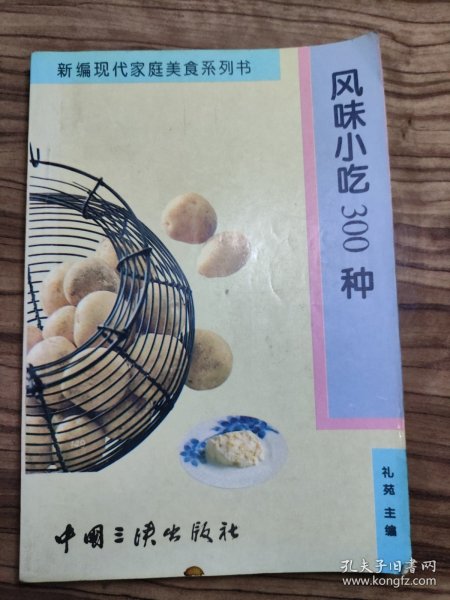 新编现代家庭美食系列书
风味小吃300种
礼苑 主编
中国三峡出版社
孔夫子旧书网
www.kongfz.com